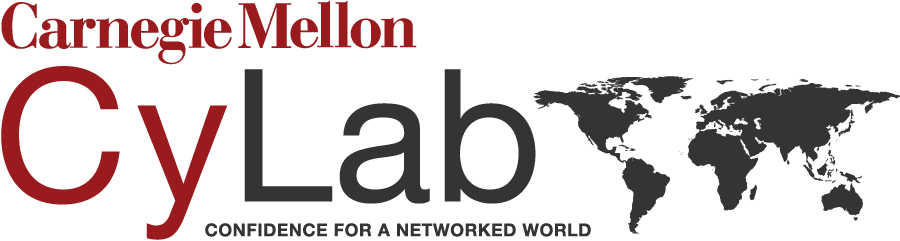 Carnegie Mellon
CyLab
CONFIDENCE FOR A NETWORKED WORLD